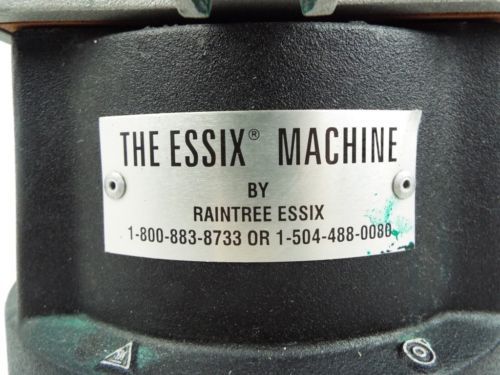 THE ESSIX® MACHINE
BY
RAINTREE ESSIX
1-800-883-8733 OR 1-504-488-0080